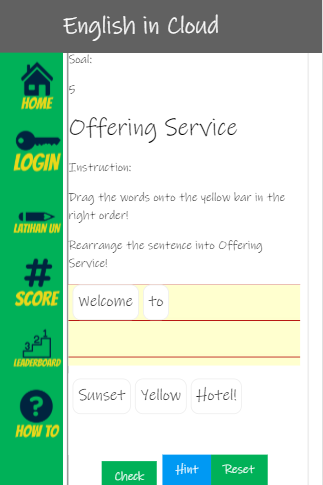 English in Cloud
Soal:
HOME
5
Offering Service
LOGIN
Instruction:
Drag the words onto the yellow bar in the
right order!
LATIHAN UN
Rearrange the sentence into Offering
Service!
SCORE
Welcome to
LEADERBOARD
Sunset Yellow Hotel!
HOW TO
Check Hint Reset